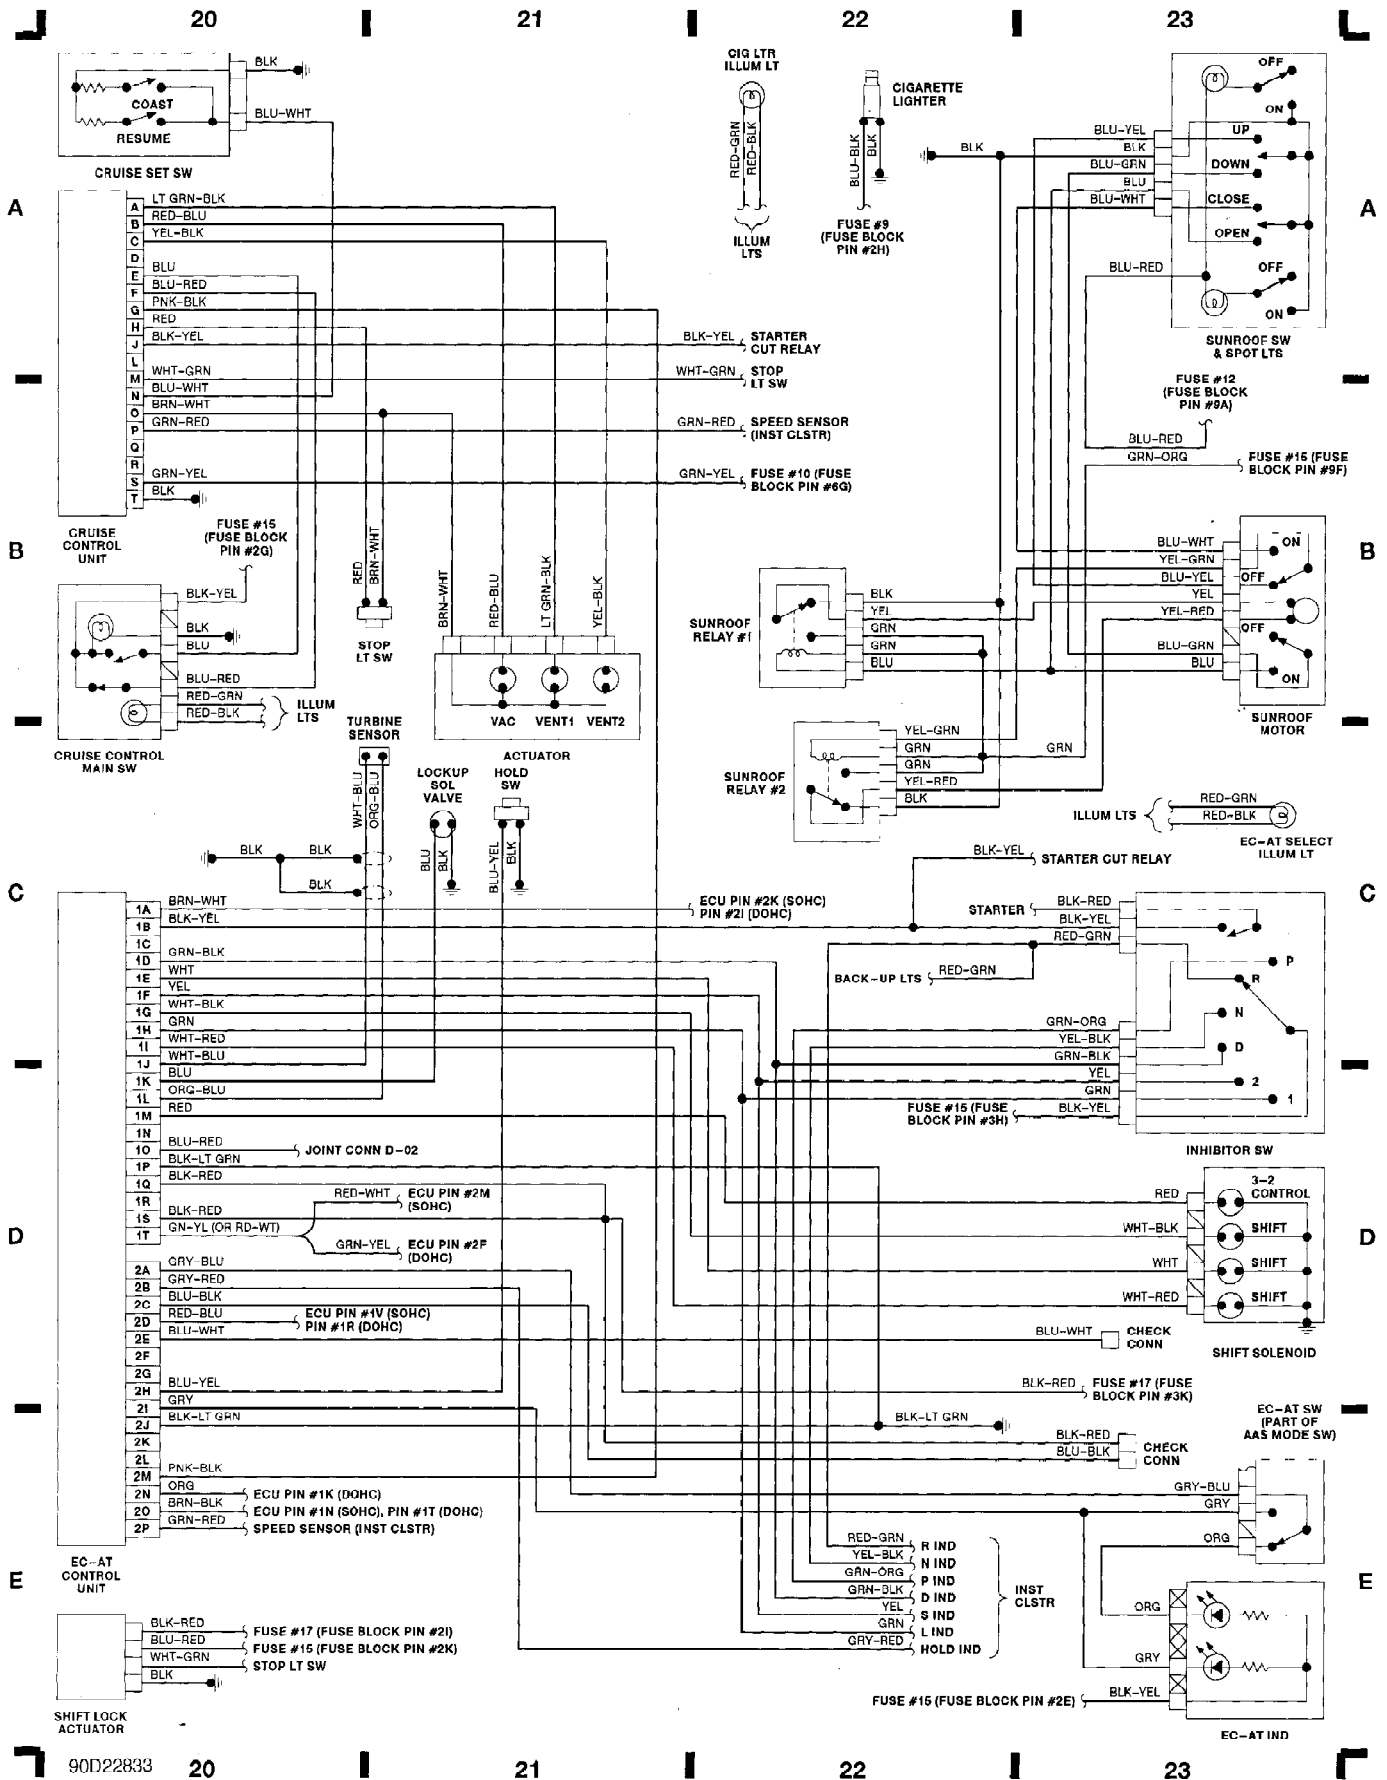 20 21 22 23
BLK
COAST
BLU-WHT
RESUME
CRUISE SET SW
CIG LTR
ILLUM LT
RED-GRN
RED-BLK
ILLUM
LTS
CIGARETTE
LIGHTER
BLU-BLK
BLK
FUSE #9
(FUSE BLOCK
PIN #2H)
BLK
BLU-YEL
BLK
BLU-GRN
BLU
BLU-WHT
BLU-RED
OFF
ON
UP
DOWN
CLOSE
OPEN
OFF
ON
SUNROOF SW
& SPOT LTS
A
A
A LT GRN-BLK
B RED-BLU
C YEL-BLK
D
E BLU
F BLU-RED
G PNK-BLK
H RED
J BLK-YEL
L
M WHT-GRN
N BLU-WHT
O BRN-WHT
P GRN-RED
Q
R
S GRN-YEL
T BLK
CRUISE
CONTROL
UNIT
BLK-YEL STARTER
CUT RELAY
WHT-GRN STOP
LT SW
GRN-RED SPEED SENSOR
(INST CLSTR)
GRN-YEL FUSE #10 (FUSE
BLOCK PIN #6G)
FUSE #12
(FUSE BLOCK
PIN #9A)
BLU-RED
GRN-ORG
FUSE #15 (FUSE
BLOCK PIN #9F)
B
B
FUSE #15
(FUSE BLOCK
PIN #2G)
BLK-YEL
BLK
BLU
BLU-RED
RED-GRN
RED-BLK
ILLUM
LTS
CRUISE CONTROL
MAIN SW
RED
BRN-WHT
STOP
LT SW
BRN-WHT
RED-BLU
LT GRN-BLK
YEL-BLK
VAC VENT1 VENT2
ACTUATOR
SUNROOF
RELAY #1
BLK
YEL
GRN
GRN
BLU
BLU-WHT
YEL-GRN
BLU-YEL
YEL
YEL-RED
BLU-GRN
BLU
ON
OFF
OFF
ON
SUNROOF
MOTOR
SUNROOF
RELAY #2
YEL-GRN
GRN
GRN
GRN
YEL-RED
BLK
TURBINE
SENSOR
WHT-BLU
ORG-BLU
LOCKUP
SOL
VALVE
BLU
BLK
HOLD
SW
BLU-YEL
BLK
BLK BLK
BLK
ILLUM LTS
RED-GRN
RED-BLK
EC-AT SELECT
ILLUM LT
BLK-YEL
STARTER CUT RELAY
C
C
1A BRN-WHT
1B BLK-YEL
1C
1D GRN-BLK
1E WHT
1F YEL
1G WHT-BLK
1H GRN
1I WHT-RED
1J WHT-BLU
1K BLU
1L ORG-BLU
1M RED
1N
1O BLU-RED JOINT CONN D-02
1P BLK-LT GRN
1Q BLK-RED
1R
1S BLK-RED
1T GN-YL (OR RD-WT)
RED-WHT ECU PIN #2M
(SOHC)
GRN-YEL ECU PIN #2F
(DOHC)
ECU PIN #2K (SOHC)
PIN #2I (DOHC)
STARTER
BLK-RED
BLK-YEL
RED-GRN
BACK-UP LTS
RED-GRN
GRN-ORG
YEL-BLK
GRN-BLK
YEL
GRN
BLK-YEL
FUSE #15 (FUSE
BLOCK PIN #3H)
P
R
N
D
2
1
INHIBITOR SW
D
D
2A GRY-BLU
2B GRY-RED
2C BLU-BLK
2D RED-BLU ECU PIN #1V (SOHC)
PIN #1R (DOHC)
2E BLU-WHT
2F
2G
2H BLU-YEL
2I GRY
2J BLK-LT GRN
2K
2L
2M PNK-BLK
2N ORG ECU PIN #1K (DOHC)
2O BRN-BLK ECU PIN #1N (SOHC), PIN #1T (DOHC)
2P GRN-RED SPEED SENSOR (INST CLSTR)
EC-AT
CONTROL
UNIT
RED
WHT-BLK
WHT
WHT-RED
3-2
CONTROL
SHIFT
SHIFT
SHIFT
SHIFT SOLENOID
BLU-WHT CHECK
CONN
BLK-RED FUSE #17 (FUSE
BLOCK PIN #3K)
BLK-LT GRN
BLK-RED
BLU-BLK
CHECK
CONN
EC-AT SW
(PART OF
AAS MODE SW)
GRY-BLU
GRY
ORG
E
E
RED-GRN R IND
YEL-BLK N IND
GRN-ORG P IND
GRN-BLK D IND
YEL S IND
GRN L IND
GRY-RED HOLD IND
INST
CLSTR
ORG
GRY
BLK-YEL
FUSE #15 (FUSE BLOCK PIN #2E)
EC-AT IND
BLK-RED FUSE #17 (FUSE BLOCK PIN #2I)
BLU-RED FUSE #15 (FUSE BLOCK PIN #2K)
WHT-GRN STOP LT SW
BLK
SHIFT LOCK
ACTUATOR
90D22833
20 21 22 23